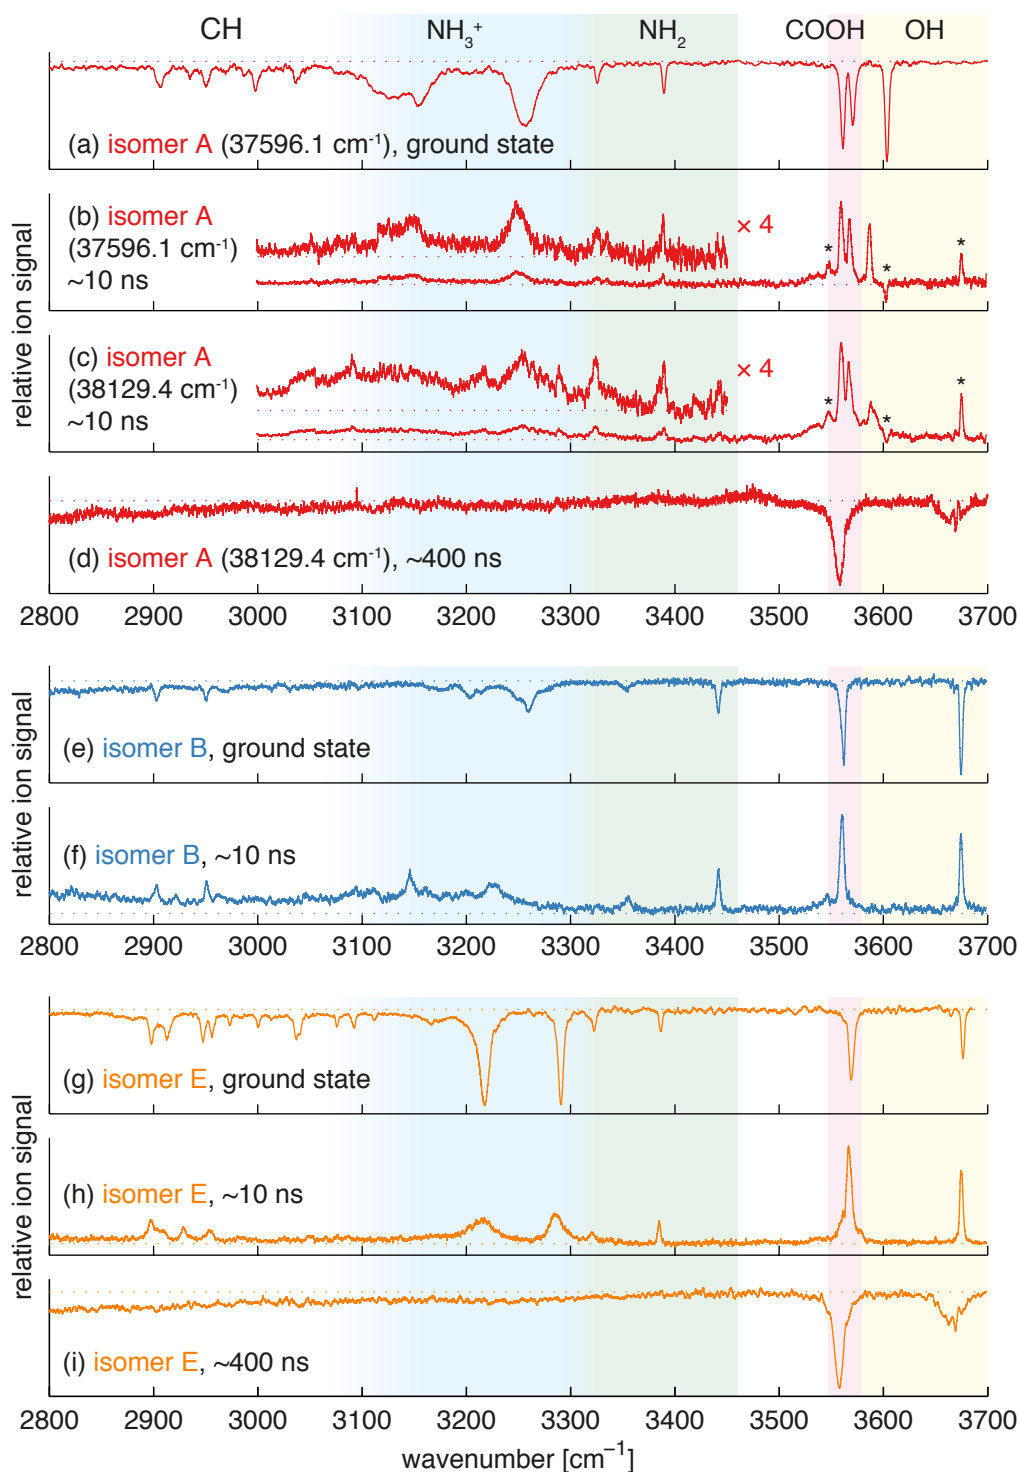 CH NH₃⁺ NH₂ COOH OH
(a) isomer A (37596.1 cm⁻¹), ground state
(b) isomer A
(37596.1 cm⁻¹)
~10 ns
× 4
* * *
(c) isomer A
(38129.4 cm⁻¹)
~10 ns
× 4
* * *
(d) isomer A (38129.4 cm⁻¹), ~400 ns
relative ion signal
2800 2900 3000 3100 3200 3300 3400 3500 3600 3700
(e) isomer B, ground state
(f) isomer B, ~10 ns
relative ion signal
2800 2900 3000 3100 3200 3300 3400 3500 3600 3700
(g) isomer E, ground state
(h) isomer E, ~10 ns
(i) isomer E, ~400 ns
relative ion signal
2800 2900 3000 3100 3200 3300 3400 3500 3600 3700
wavenumber [cm⁻¹]